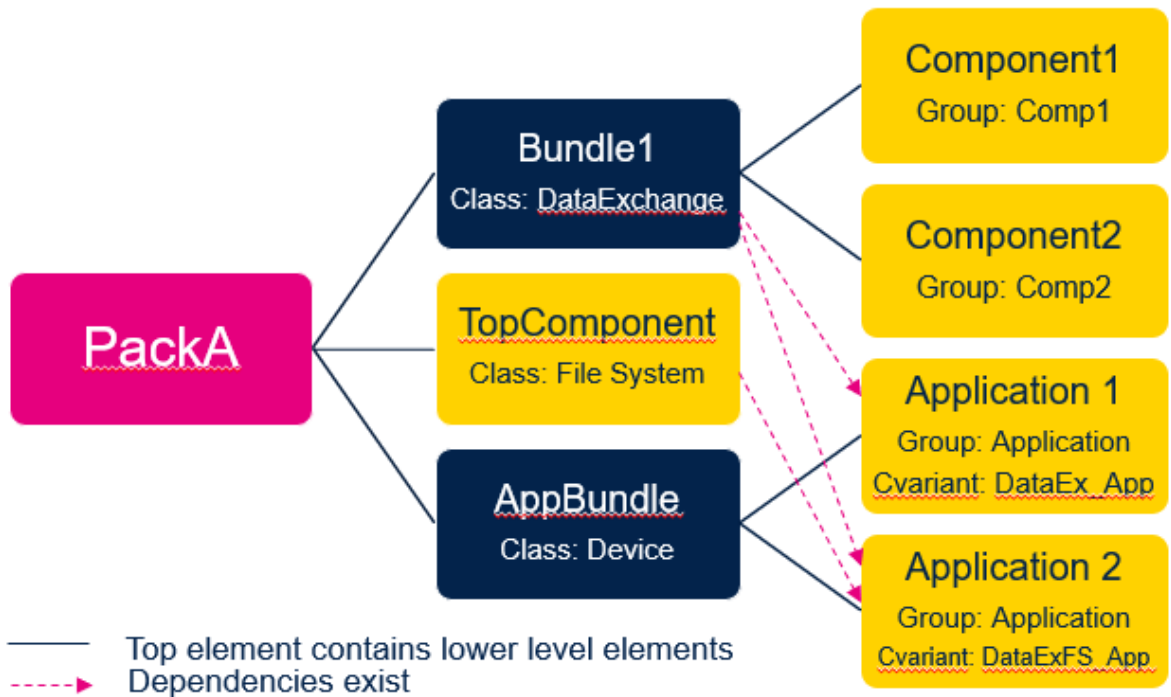 PackA
Bundle1
Class: DataExchange
TopComponent
Class: File System
AppBundle
Class: Device
Component1
Group: Comp1
Component2
Group: Comp2
Application 1
Group: Application
Cvariant: DataEx_App
Application 2
Group: Application
Cvariant: DataExFS_App
Top element contains lower level elements
Dependencies exist